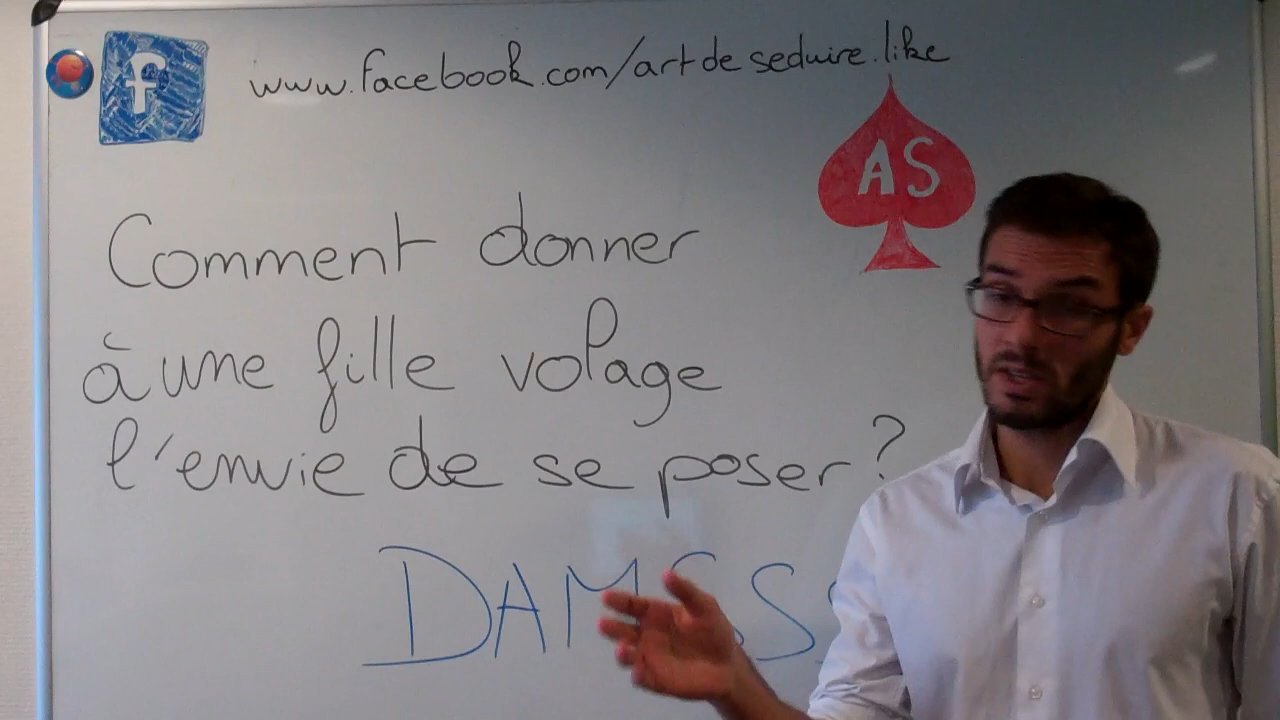 f www.facebook.com/artdeseduire.like
AS
Comment donner
à une fille volage
l'envie de se poser?